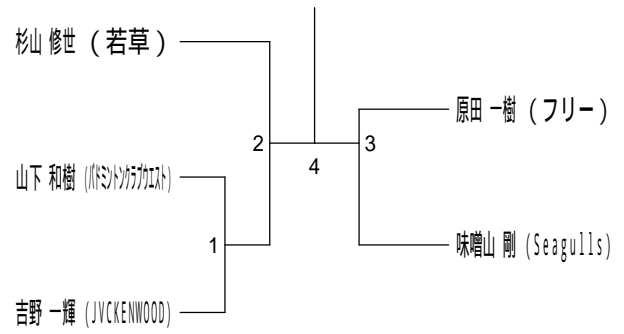 杉山 修世 (若草)
2
山下 和樹 (バドミントンクラブウエスト)
1
吉野 一輝 (JVCKENWOOD)
4
原田 一樹 (フリー)
3
味噌山 剛 (Seagulls)